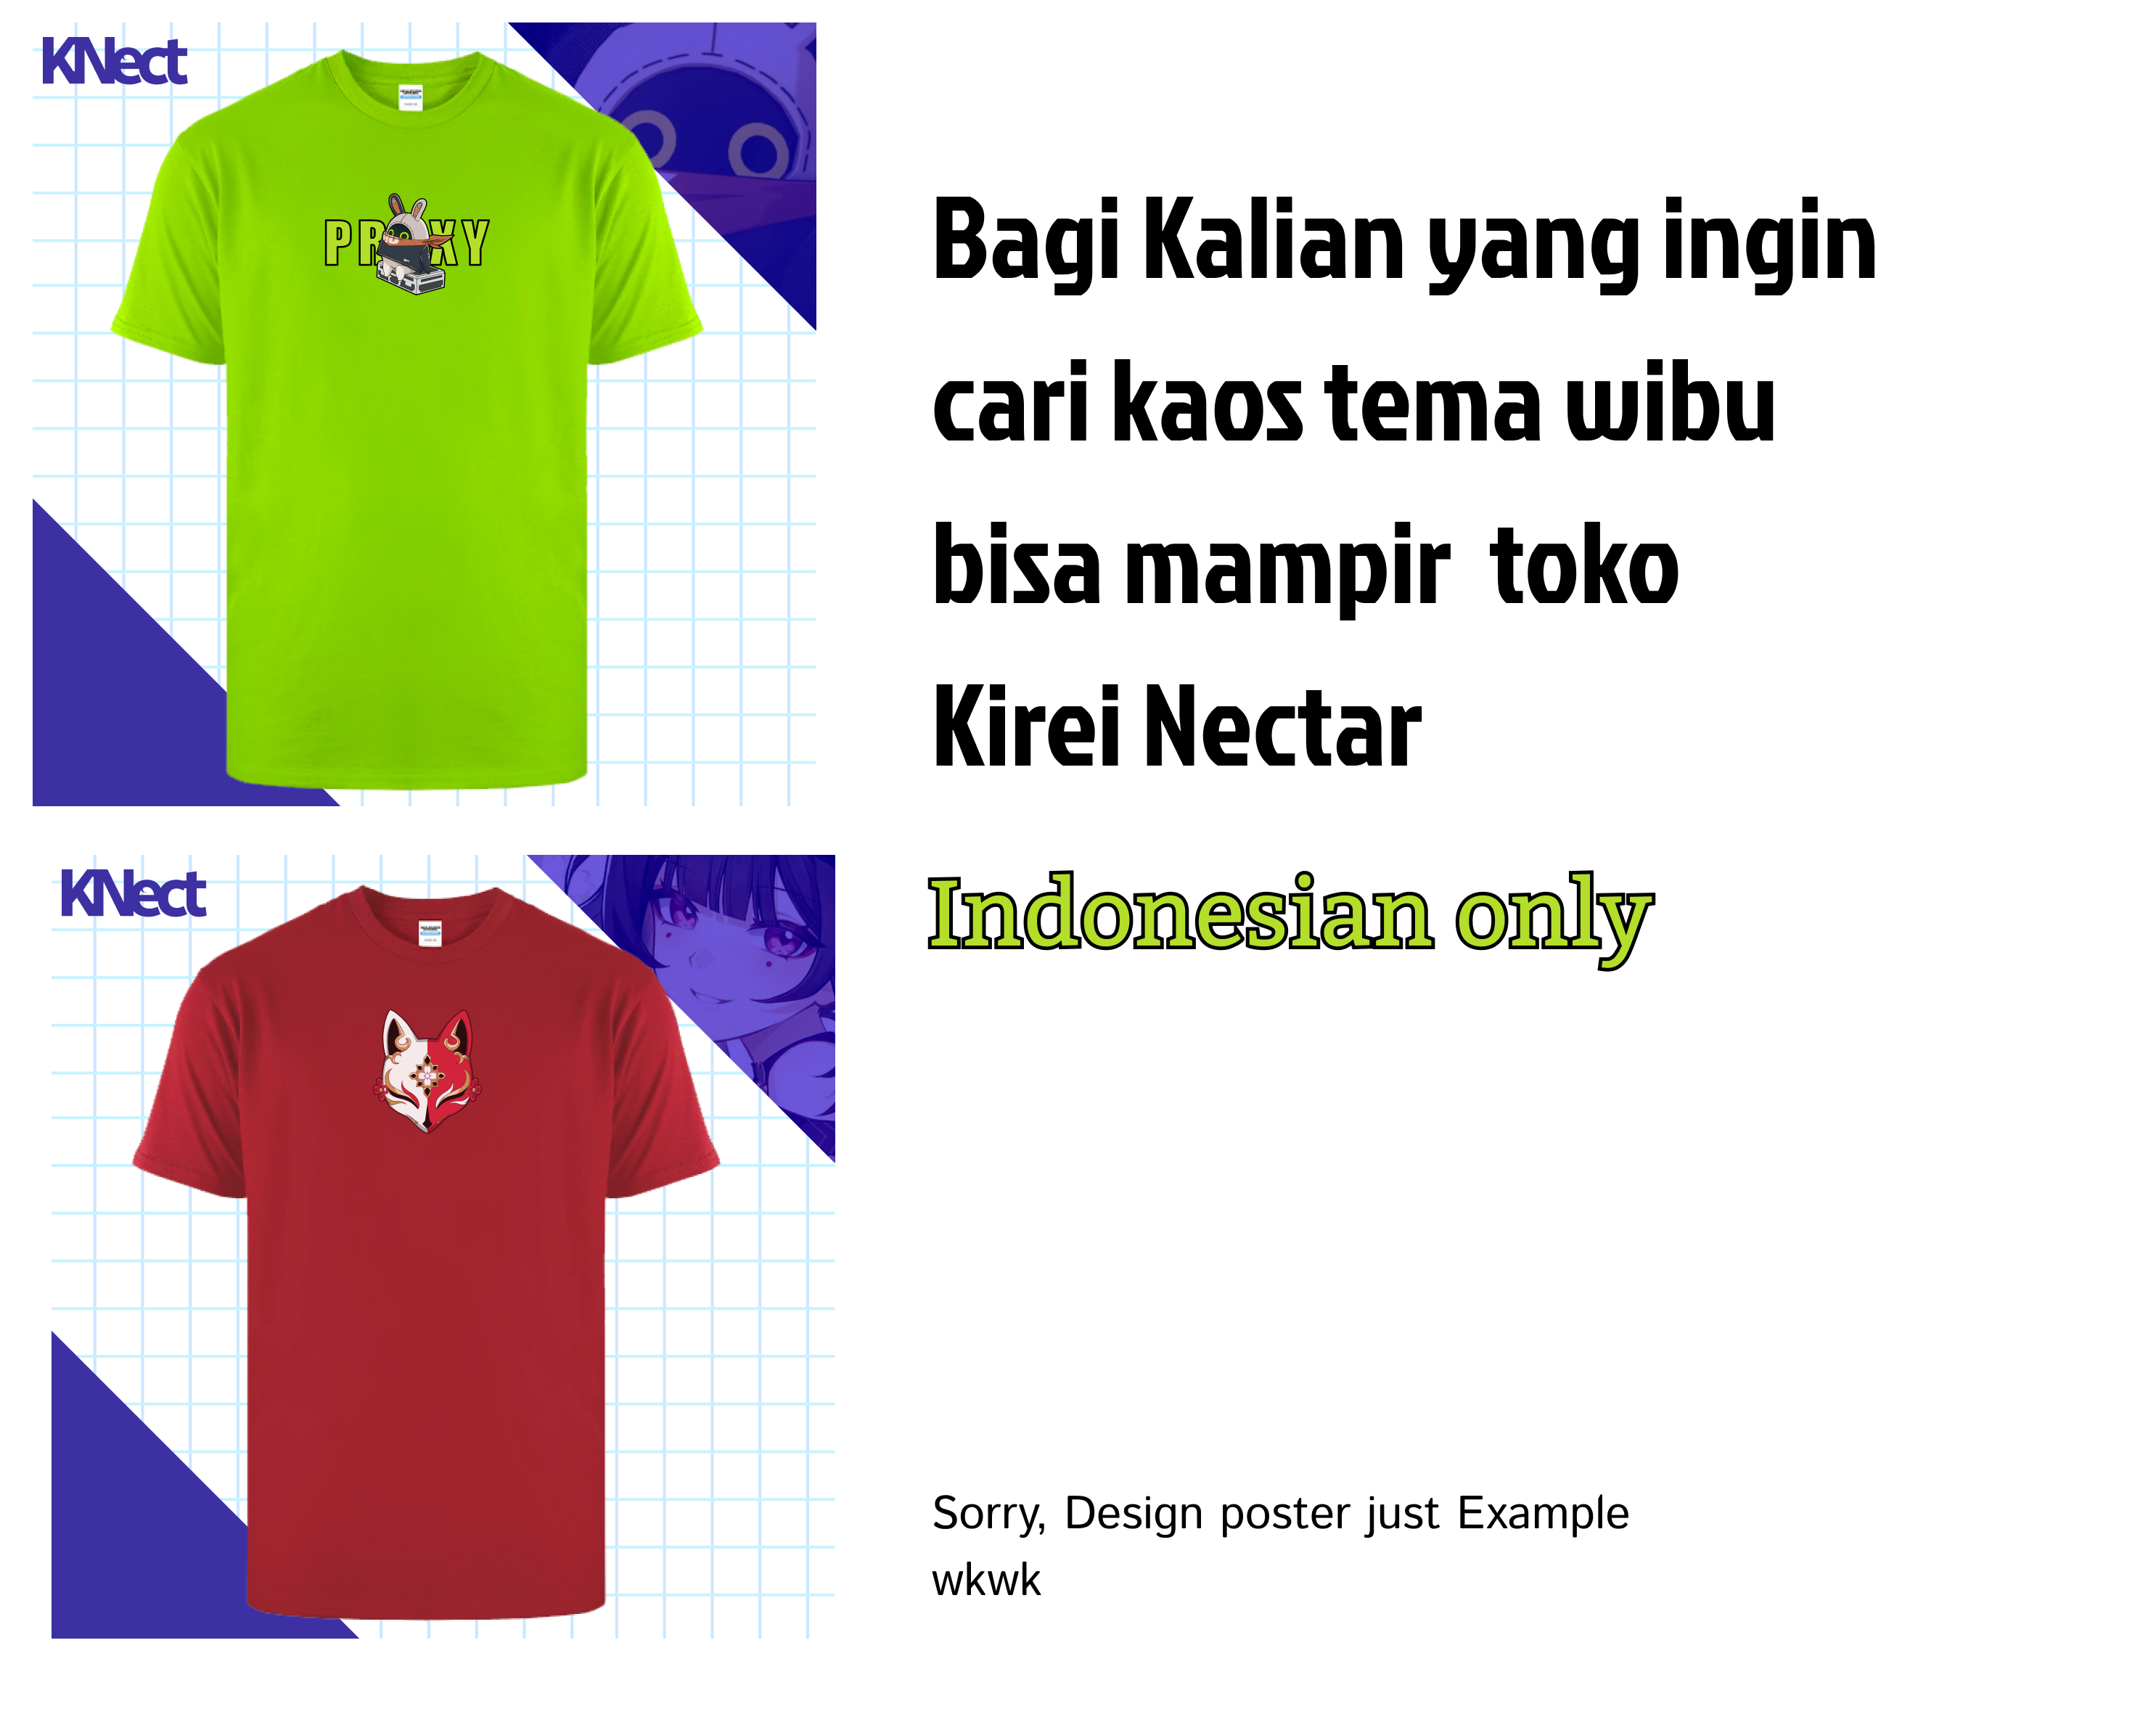 KNect
PROXY
KNect
Bagi Kalian yang ingin
cari kaos tema wibu
bisa mampir toko
Kirei Nectar
Indonesian only
Sorry, Design poster just Example
wkwk